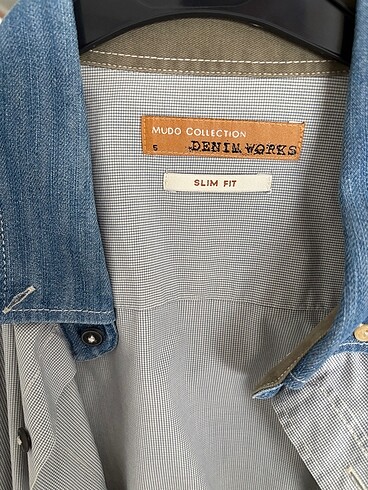 MUDO COLLECTION
S DENIM WORKS
SLIM FIT